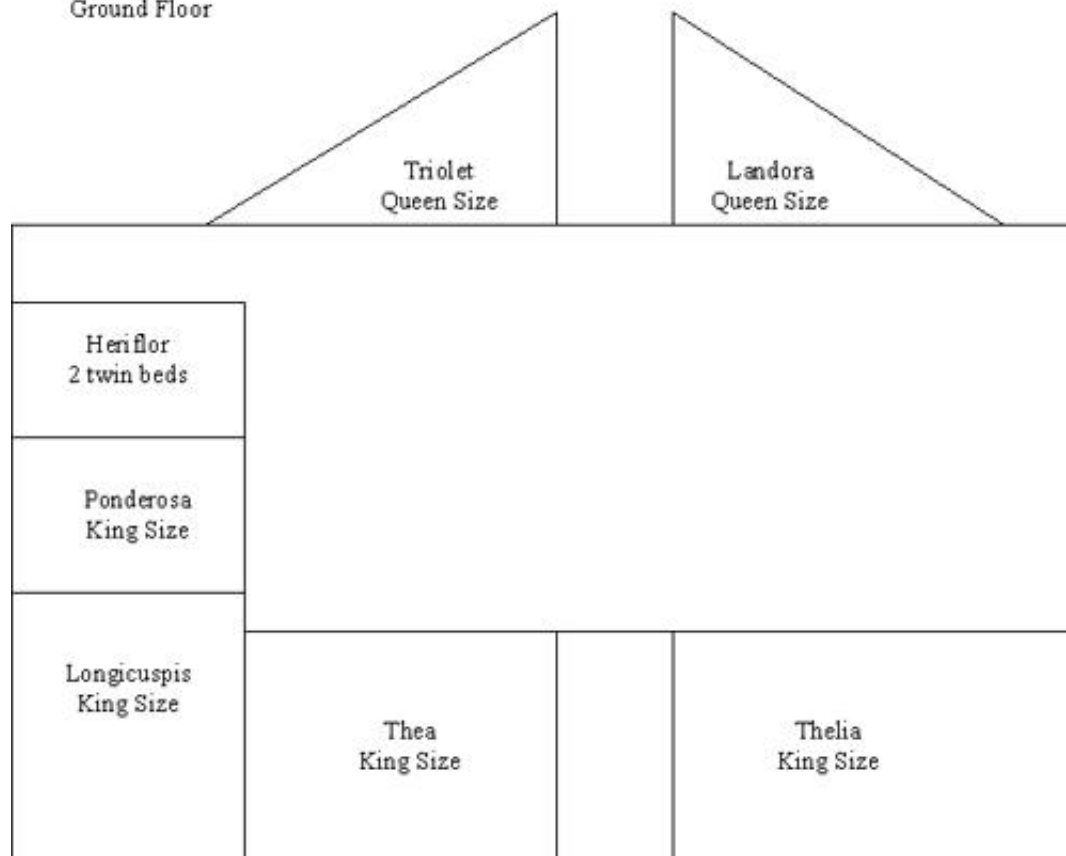 Ground Floor
Triolet
Queen Size
Landora
Queen Size
Heriflor
2 twin beds
Ponderosa
King Size
Longicuspis
King Size
Thea
King Size
Thelia
King Size